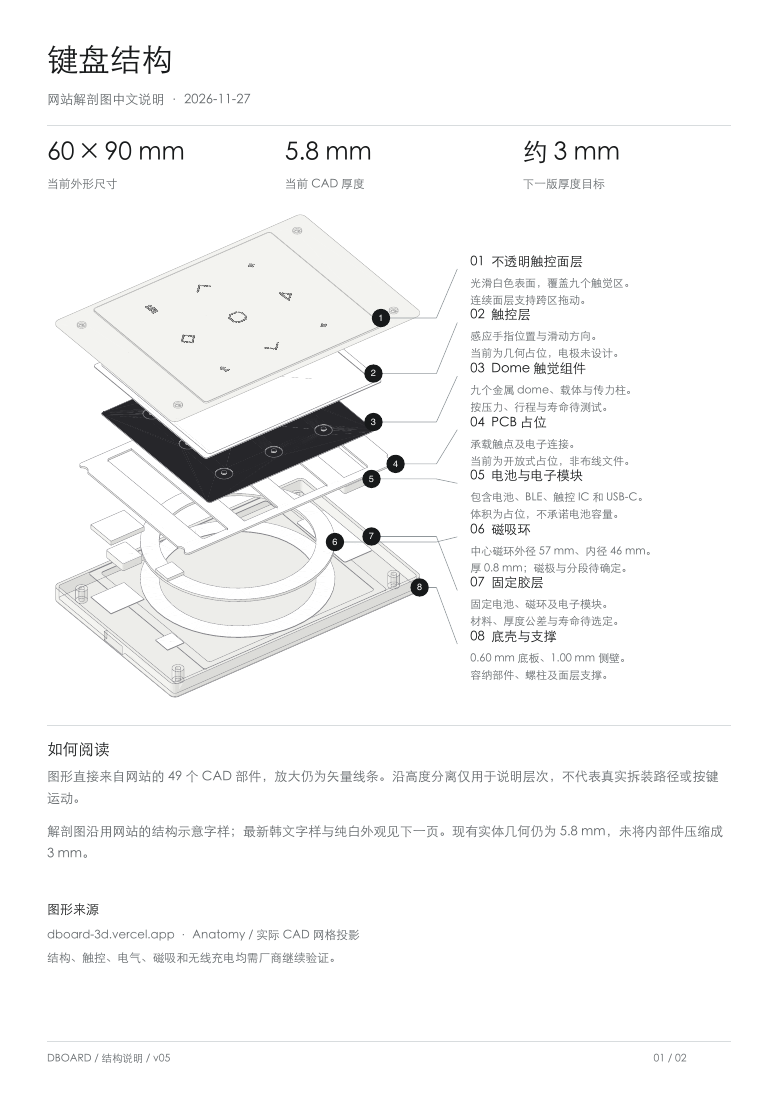 键盘结构
网站解剖图中文说明 · 2026-11-27
60 × 90 mm
当前外形尺寸
5.8 mm
当前 CAD 厚度
约 3 mm
下一版厚度目标
1
2
3
4
5
6
7
8
01 不透明触控面层
光滑白色表面，覆盖九个触觉区。
连续面层支持跨区拖动。
02 触控层
感应手指位置与滑动方向。
当前为几何占位，电极未设计。
03 Dome 触觉组件
九个金属 dome、载体与传力柱。
按压力、行程与寿命待测试。
04 PCB 占位
承载触点及电子连接。
当前为开放式占位，非布线文件。
05 电池与电子模块
包含电池、BLE、触控 IC 和 USB-C。
体积为占位，不承诺电池容量。
06 磁吸环
中心磁环外径 57 mm、内径 46 mm。
厚 0.8 mm；磁极与分段待确定。
07 固定胶层
固定电池、磁环及电子模块。
材料、厚度公差与寿命待选定。
08 底壳与支撑
0.60 mm 底板、1.00 mm 侧壁。
容纳部件、螺柱及面层支撑。
如何阅读
图形直接来自网站的 49 个 CAD 部件，放大仍为矢量线条。沿高度分离仅用于说明层次，不代表真实拆装路径或按键
运动。
解剖图沿用网站的结构示意字样；最新韩文字样与纯白外观见下一页。现有实体几何仍为 5.8 mm，未将内部件压缩成
3 mm。
图形来源
dboard-3d.vercel.app · Anatomy / 实际 CAD 网格投影
结构、触控、电气、磁吸和无线充电均需厂商继续验证。
DBOARD / 结构说明 / v05
01 / 02